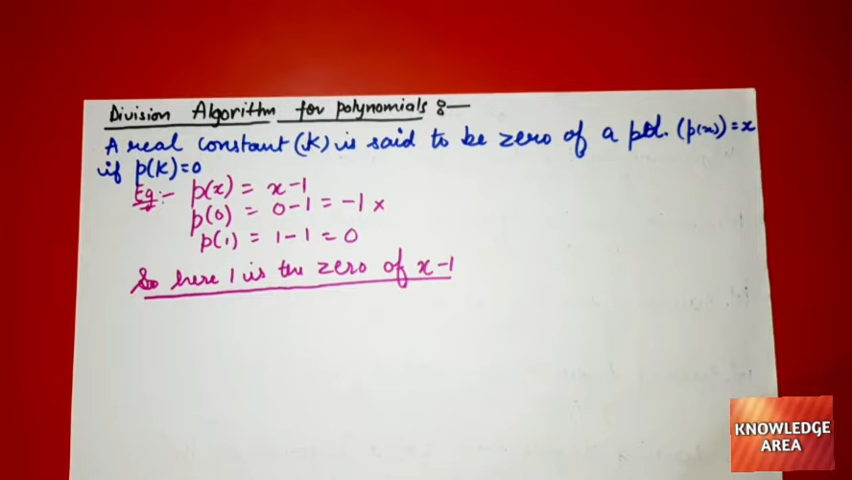 Division Algorithm for polynomials :-
A real constant (K) is said to be zero of a pol. (p(x)) = x
if p(K)=0
Eg:- p(x) = x-1
p(0) = 0-1 = -1 ×
p(1) = 1-1 = 0
So here 1 is the zero of x-1
KNOWLEDGE
AREA